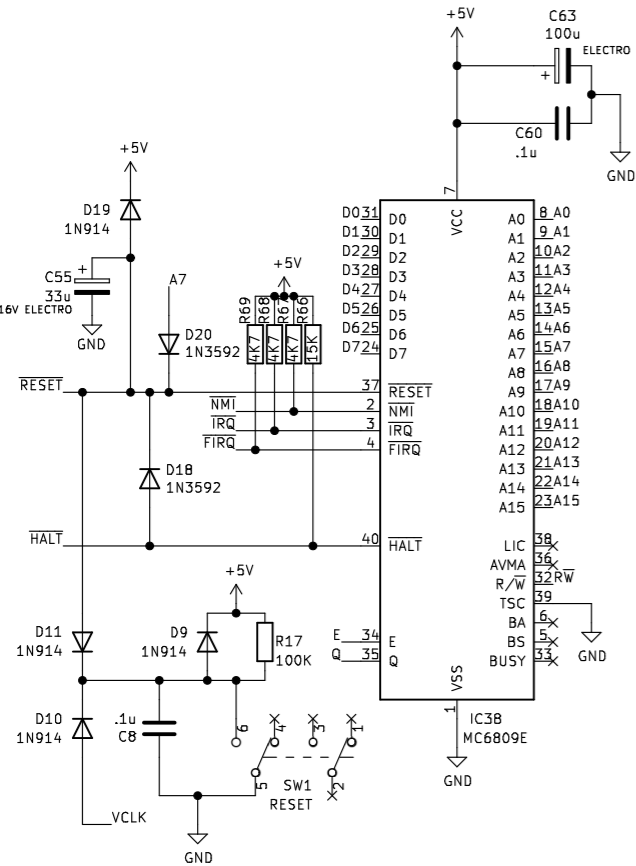 +5V
C63
100u
ELECTRO
+
C60
.1u
GND
7
VCC
+5V
D19
1N914
C55
+
33u
16V ELECTRO
GND
A7
D20
1N3592
+5V
R69
R68
R67
R66
4K7
4K7
4K7
15K
D0 31 D0
D1 30 D1
D2 29 D2
D3 28 D3
D4 27 D4
D5 26 D5
D6 25 D6
D7 24 D7
A0 8 A0
A1 9 A1
A2 10 A2
A3 11 A3
A4 12 A4
A5 13 A5
A6 14 A6
A7 15 A7
A8 16 A8
A9 17 A9
A10 18 A10
A11 19 A11
A12 20 A12
A13 21 A13
A14 22 A14
A15 23 A15
RESET 37 RESET
NMI 2 NMI
IRQ 3 IRQ
FIRQ 4 FIRQ
D18
1N3592
HALT 40 HALT
LIC 38
AVMA 36
R/W 32 RW
TSC 39
BA 6
BS 5
BUSY 33
GND
E 34 E
Q 35 Q
VSS
1
IC38
MC6809E
GND
+5V
D11
1N914
D9
1N914
R17
100K
D10
1N914
.1u
C8
6
4
3
1
5
2
SW1
RESET
VCLK
GND